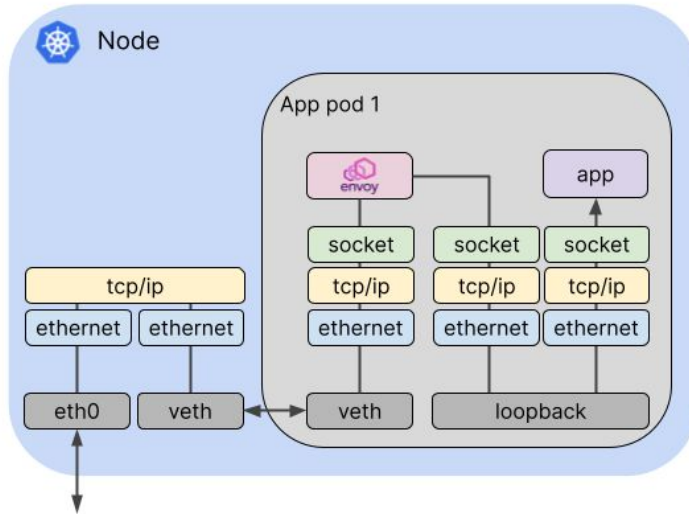 Node
App pod 1
envoy
app
socket
socket
socket
tcp/ip
tcp/ip
tcp/ip
tcp/ip
ethernet
ethernet
ethernet
ethernet
ethernet
eth0
veth
veth
loopback